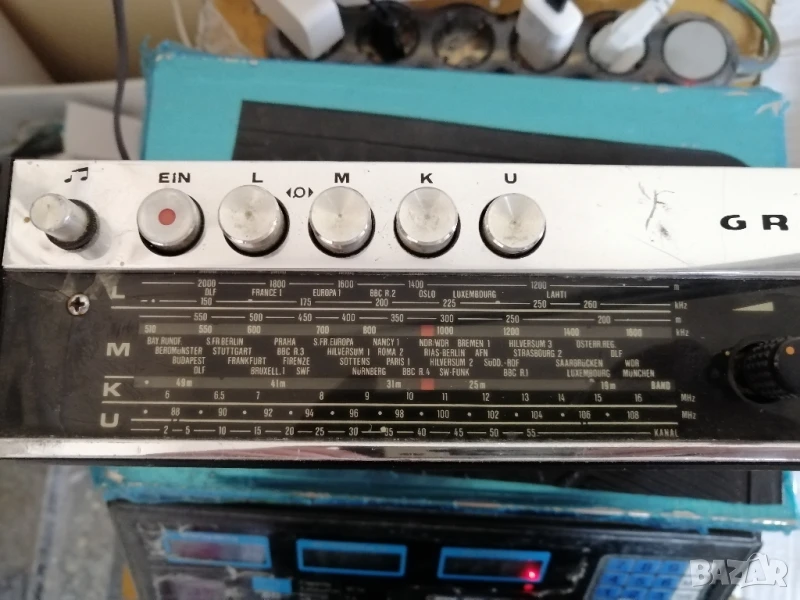 EIN L M K U
GR
L
2000 1800 1600 1400 1200 m
DLF FRANCE 1 EUROPA 1 BBC R.2 OSLO LUXEMBOURG LAHTI
150 175 200 225 250 260 kHz
550 500 450 400 350 300 250 200 m
510 550 600 700 800 1000 1200 1400 1600 kHz
M
BAY.RUNDF. S.FR.BERLIN PRAHA S.FR.EUROPA NANCY 1 NDR/WDR BREMEN 1 HILVERSUM 3 ÖSTERR.REG.
BEROMÜNSTER STUTTGART BBC R.3 HILVERSUM 1 ROMA 2 RIAS-BERLIN AFN STRASBOURG 2 DLF
BUDAPEST FRANKFURT FIRENZE SOTTENS PARIS 1 HILVERSUM 2 SÜDD.-RDF SAARBRÜCKEN WDR
DLF BRUXELL.1 SWF NÜRNBERG BBC R.4 SW-FUNK BBC R.1 LUXEMBOURG MÜNCHEN
K
49m 41m 31m 25m 19m BAND
6 6.5 7 8 9 10 11 12 13 14 15 16 MHz
U
88 90 92 94 96 98 100 102 104 106 108 MHz
2 5 10 15 20 25 30 35 40 45 50 55 KANAL
BAZAR